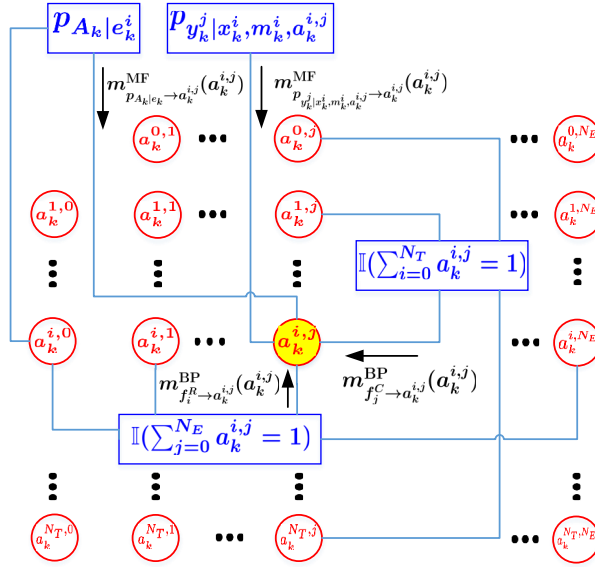 p_{A_k|e_k^i} p_{y_k^j|x_k^i,m_k^i,a_k^{i,j}}
m^{MF}_{p_{A_k|e_k}→a_k^{i,j}}(a_k^{i,j}) m^{MF}_{p_{y_k^j|x_k^i,m_k^i,a_k^{i,j}}→a_k^{i,j}}(a_k^{i,j})
a_k^{0,1} ••• a_k^{0,j} ••• a_k^{0,N_E}
a_k^{1,0} a_k^{1,1} ••• a_k^{1,j} ••• a_k^{1,N_E}
𝕀(∑_{i=0}^{N_T} a_k^{i,j} = 1)
a_k^{i,0} a_k^{i,1} ••• a_k^{i,j} ••• a_k^{i,N_E}
m^{BP}_{f_i^R→a_k^{i,j}}(a_k^{i,j}) m^{BP}_{f_j^C→a_k^{i,j}}(a_k^{i,j})
𝕀(∑_{j=0}^{N_E} a_k^{i,j} = 1)
a_k^{N_T,0} a_k^{N_T,1} ••• a_k^{N_T,j} ••• a_k^{N_T,N_E}